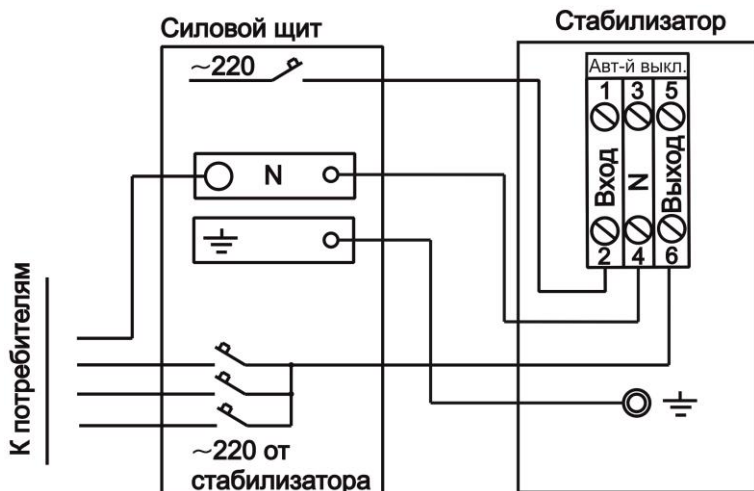 Силовой щит
Стабилизатор
~220
Авт-й выкл.
1 3 5
Вход
N
Выход
2 4 6
N
К потребителям
~220 от
стабилизатора